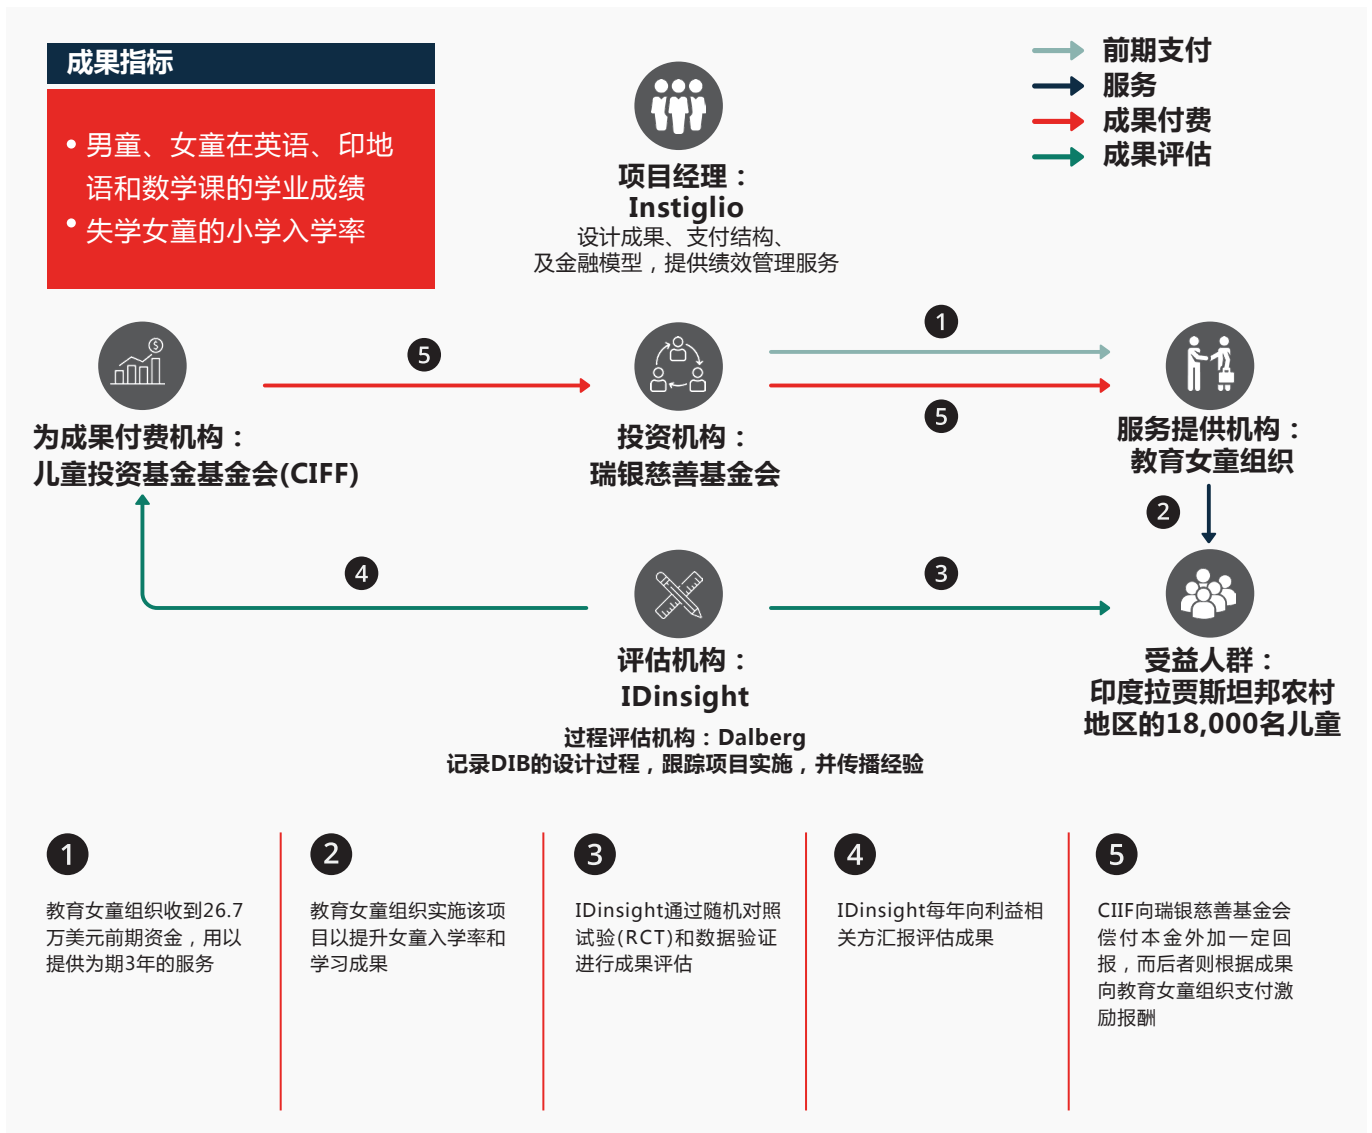 成果指标
• 男童、女童在英语、印地
语和数学课的学业成绩
• 失学女童的小学入学率
前期支付
服务
成果付费
成果评估
项目经理：
Instiglio
设计成果、支付结构、
及金融模型，提供绩效管理服务
1
5
5
为成果付费机构：
儿童投资基金基金会(CIFF)
投资机构：
瑞银慈善基金会
服务提供机构：
教育女童组织
2
4
3
评估机构：
IDinsight
过程评估机构：Dalberg
记录DIB的设计过程，跟踪项目实施，并传播经验
受益人群：
印度拉贾斯坦邦农村
地区的18,000名儿童
1
教育女童组织收到26.7
万美元前期资金，用以
提供为期3年的服务
2
教育女童组织实施该项
目以提升女童入学率和
学习成果
3
IDinsight通过随机对照
试验(RCT)和数据验证
进行成果评估
4
IDinsight每年向利益相
关方汇报评估成果
5
CIIF向瑞银慈善基金会
偿付本金外加一定回
报，而后者则根据成果
向教育女童组织支付激
励报酬